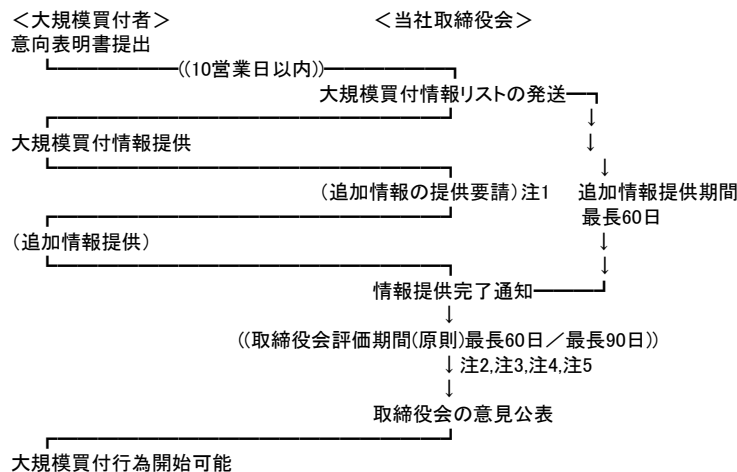 ＜大規模買付者＞　＜当社取締役会＞
意向表明書提出
((10営業日以内))
大規模買付情報リストの発送
↓
↓
大規模買付情報提供
↓
↓
(追加情報の提供要請)注1　追加情報提供期間
最長60日
(追加情報提供)
↓
↓
情報提供完了通知
↓
((取締役会評価期間(原則)最長60日／最長90日))
↓注2,注3,注4,注5
↓
取締役会の意見公表
大規模買付行為開始可能